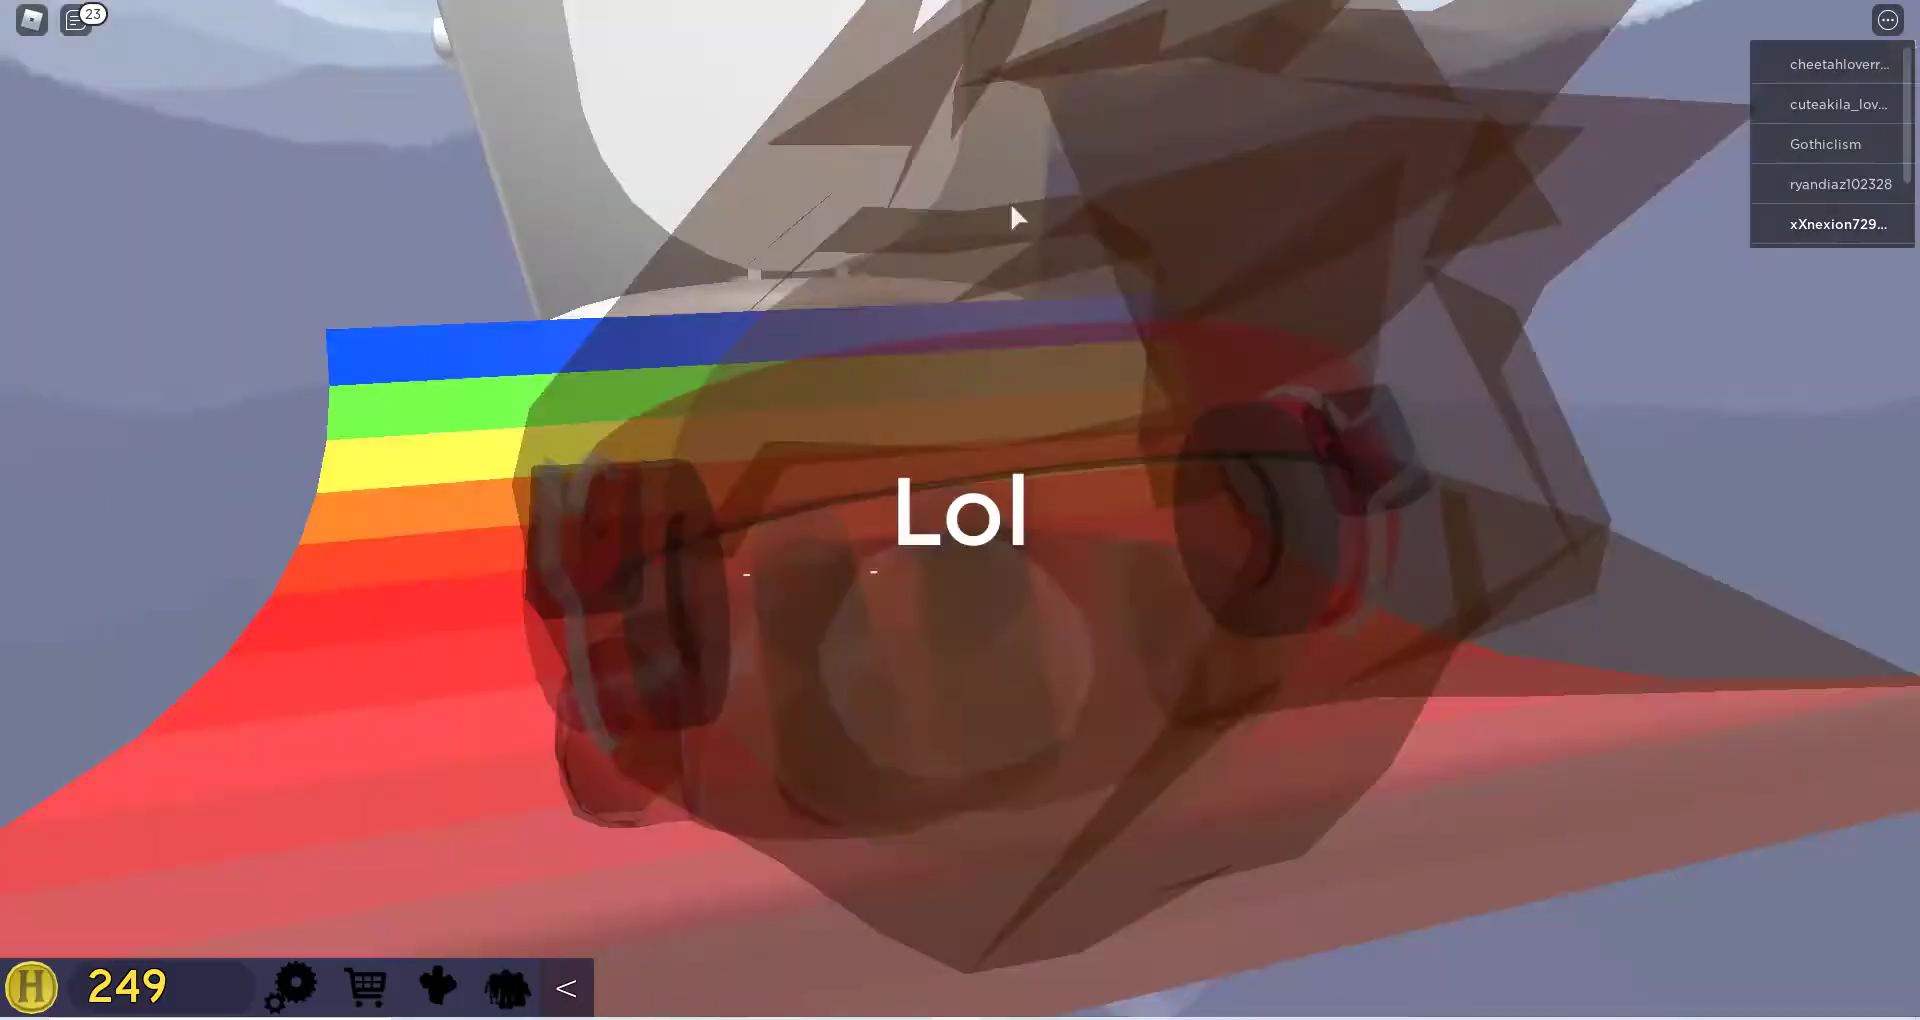 23
cheetahloverr...
cuteakila_lov...
Gothiclism
ryandiaz102328
xXnexion729...
Lol
H 249 <